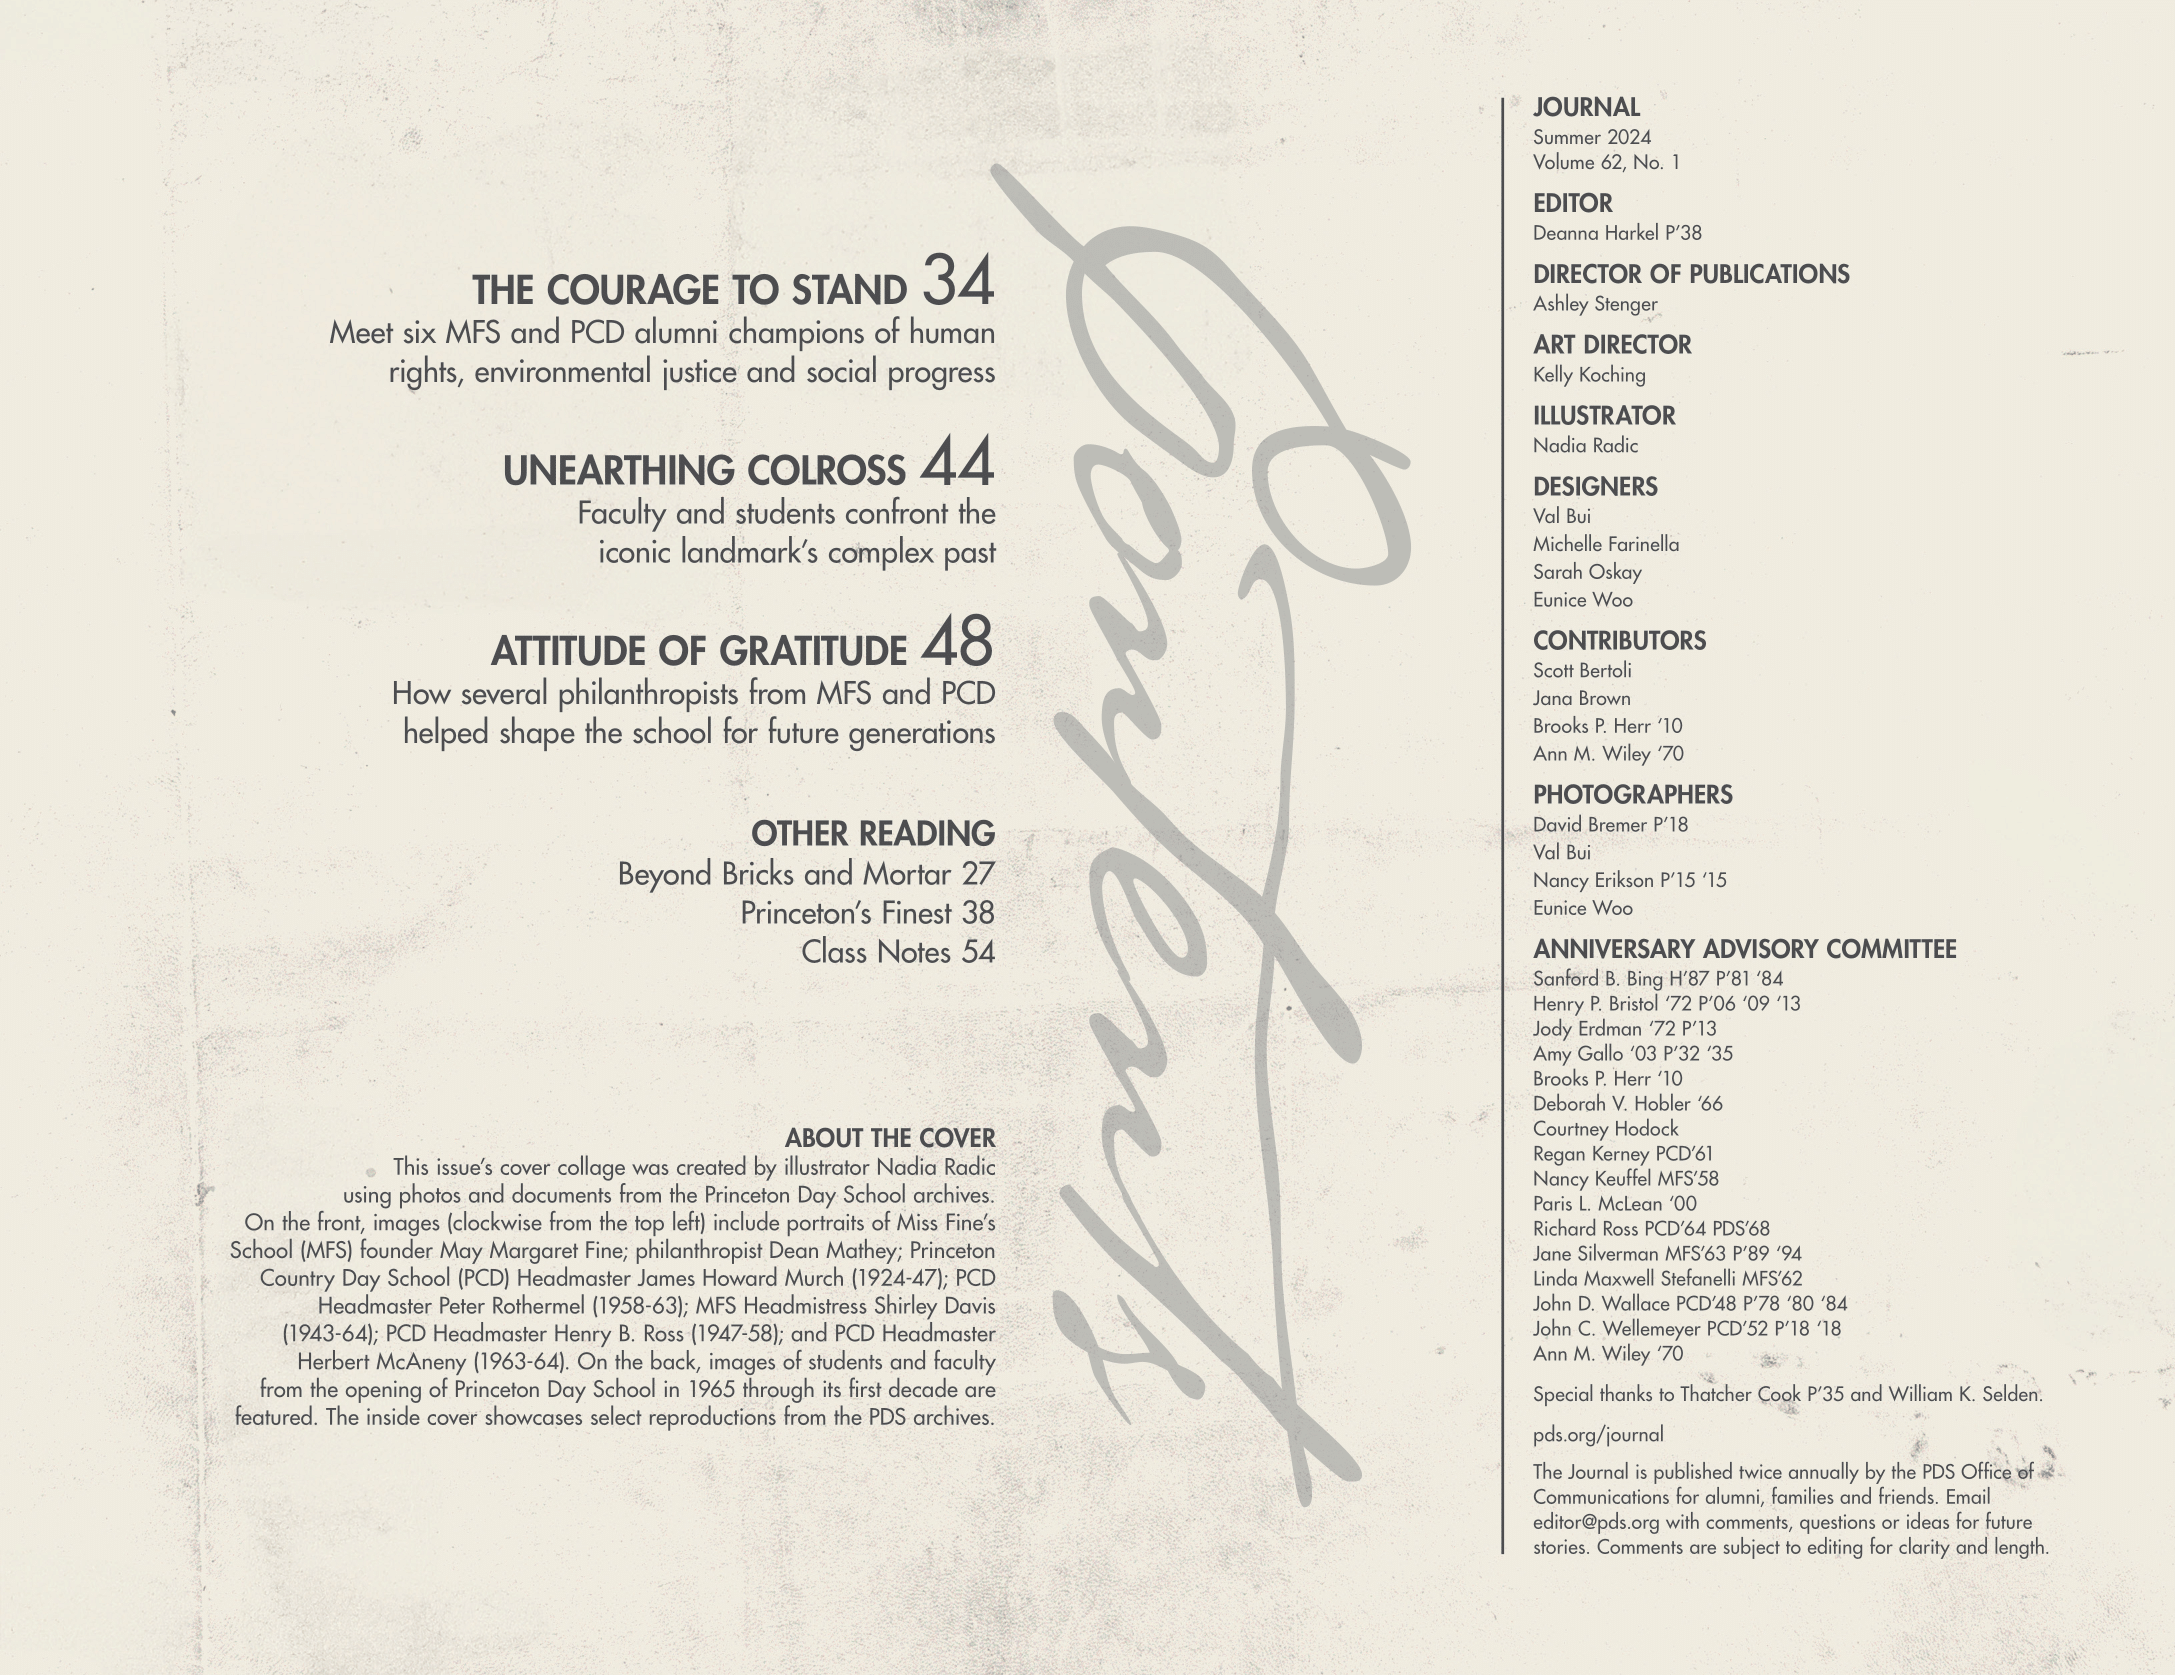 THE COURAGE TO STAND 34
Meet six MFS and PCD alumni champions of human
rights, environmental justice and social progress
UNEARTHING COLROSS 44
Faculty and students confront the
iconic landmark’s complex past
ATTITUDE OF GRATITUDE 48
How several philanthropists from MFS and PCD
helped shape the school for future generations
OTHER READING
Beyond Bricks and Mortar 27
Princeton’s Finest 38
Class Notes 54
ABOUT THE COVER
This issue’s cover collage was created by illustrator Nadia Radic
using photos and documents from the Princeton Day School archives.
On the front, images (clockwise from the top left) include portraits of Miss Fine’s
School (MFS) founder May Margaret Fine; philanthropist Dean Mathey; Princeton
Country Day School (PCD) Headmaster James Howard Murch (1924-47); PCD
Headmaster Peter Rothermel (1958-63); MFS Headmistress Shirley Davis
(1943-64); PCD Headmaster Henry B. Ross (1947-58); and PCD Headmaster
Herbert McAneny (1963-64). On the back, images of students and faculty
from the opening of Princeton Day School in 1965 through its first decade are
featured. The inside cover showcases select reproductions from the PDS archives.
Contents
JOURNAL
Summer 2024
Volume 62, No. 1
EDITOR
Deanna Harkel P’38
DIRECTOR OF PUBLICATIONS
Ashley Stenger
ART DIRECTOR
Kelly Koching
ILLUSTRATOR
Nadia Radic
DESIGNERS
Val Bui
Michelle Farinella
Sarah Oskay
Eunice Woo
CONTRIBUTORS
Scott Bertoli
Jana Brown
Brooks P. Herr ‘10
Ann M. Wiley ‘70
PHOTOGRAPHERS
David Bremer P’18
Val Bui
Nancy Erikson P’15 ‘15
Eunice Woo
ANNIVERSARY ADVISORY COMMITTEE
Sanford B. Bing H’87 P’81 ‘84
Henry P. Bristol ‘72 P’06 ‘09 ‘13
Jody Erdman ‘72 P’13
Amy Gallo ‘03 P’32 ‘35
Brooks P. Herr ‘10
Deborah V. Hobler ‘66
Courtney Hodock
Regan Kerney PCD’61
Nancy Keuffel MFS’58
Paris L. McLean ‘00
Richard Ross PCD’64 PDS’68
Jane Silverman MFS’63 P’89 ‘94
Linda Maxwell Stefanelli MFS’62
John D. Wallace PCD’48 P’78 ‘80 ‘84
John C. Wellemeyer PCD’52 P’18 ‘18
Ann M. Wiley ‘70
Special thanks to Thatcher Cook P’35 and William K. Selden.
pds.org/journal
The Journal is published twice annually by the PDS Office of
Communications for alumni, families and friends. Email
editor@pds.org with comments, questions or ideas for future
stories. Comments are subject to editing for clarity and length.